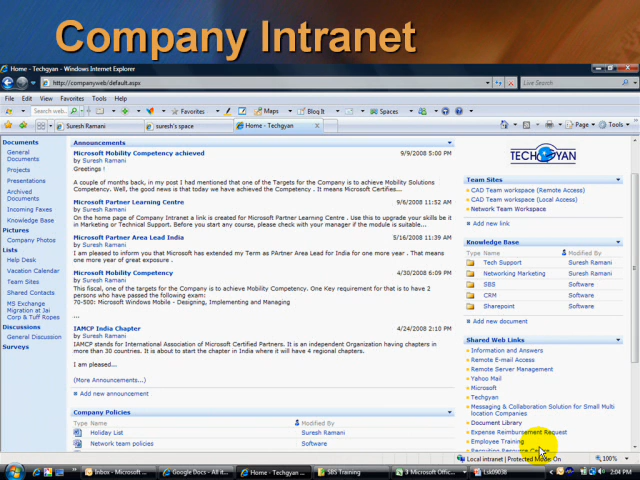 Company Intranet
Home - Techgyan - Windows Internet Explorer
http://companyweb/default.aspx
Live Search
File Edit View Favorites Tools Help
Search web...
Favorites
Maps
Blog It
Spaces
Suresh Ramani
suresh's space
Home - Techgyan
Page
Tools
Documents
General
Documents
Projects
Presentations
Archived
Documents
Incoming Faxes
Knowledge Base
Pictures
Company Photos
Lists
Help Desk
Vacation Calendar
Team Sites
Shared Contacts
MS Exchange
Migration at Jai
Corp & Tuff Ropes
Discussions
General Discussion
Surveys
Announcements
Microsoft Mobility Competency achieved 9/9/2008 5:00 PM
by Suresh Ramani
Greetings !
A couple of months back, in my post I had mentioned that one of the Targets for the Company is to achieve Mobility Solutions
Competency. Well, the good news is that today we have achieved the Competency . It means Microsoft Certifies...
Microsoft Partner Learning Centre 9/6/2008 11:52 AM
by Suresh Ramani
On the home page of Company Intranet a link is created for Microsoft Partner Learning Centre . Use this to upgrade your skills be it
in Marketing or Technical Support. Before you start any course, please check with your manager if the module is suitable...
Microsoft Partner Area Lead India 5/16/2008 11:39 AM
by Suresh Ramani
I am pleased to inform you that Microsoft has extended my Term as PArtner Area Lead for India for one more year . That means
one more year of great exposure .
Microsoft Mobility Competency 4/30/2008 6:09 PM
by Suresh Ramani
This fiscal, one of the targets for the Company is to achieve Mobility Competency. One Key requirement for that is to have 2
persons who have passed the following exam:
70-500: Microsoft Windows Mobile - Designing, Implementing and Managing
...
IAMCP India Chapter 4/24/2008 2:10 PM
by Suresh Ramani
IAMCP stands for International Association of Microsoft Certified Partners. It is an independent Organization having chapters in
more than 30 countries. It is about to start the chapter in India where it will have 4 regional chapters.
I am pleased...
(More Announcements...)
Add new announcement
Company Policies
Type Name Modified By
Holiday List Suresh Ramani
Network team policies Software
TECHGYAN
Team Sites
CAD Team workspace (Remote Access)
CAD Team workspace (Local Access)
Network Team Workspace
Add new link
Knowledge Base
Type Name Modified By
Tech Support Suresh Ramani
Networking Marketing Suresh Ramani
SBS Software
CRM Software
Sharepoint Software
Add new document
Shared Web Links
Information and Answers
Remote E-mail Access
Remote Server Management
Yahoo Mail
Microsoft
Techgyan
Messaging & Collaboration Solution for Small Multi
location Companies
Document Library
Expense Reimbursement Request
Employee Training
Local intranet | Protected Mode: On
100%
Inbox - Microsoft ...
Google Docs - All it...
Home - Techgyan ...
SBS Training
3 Microsoft Offic...
2:04 PM